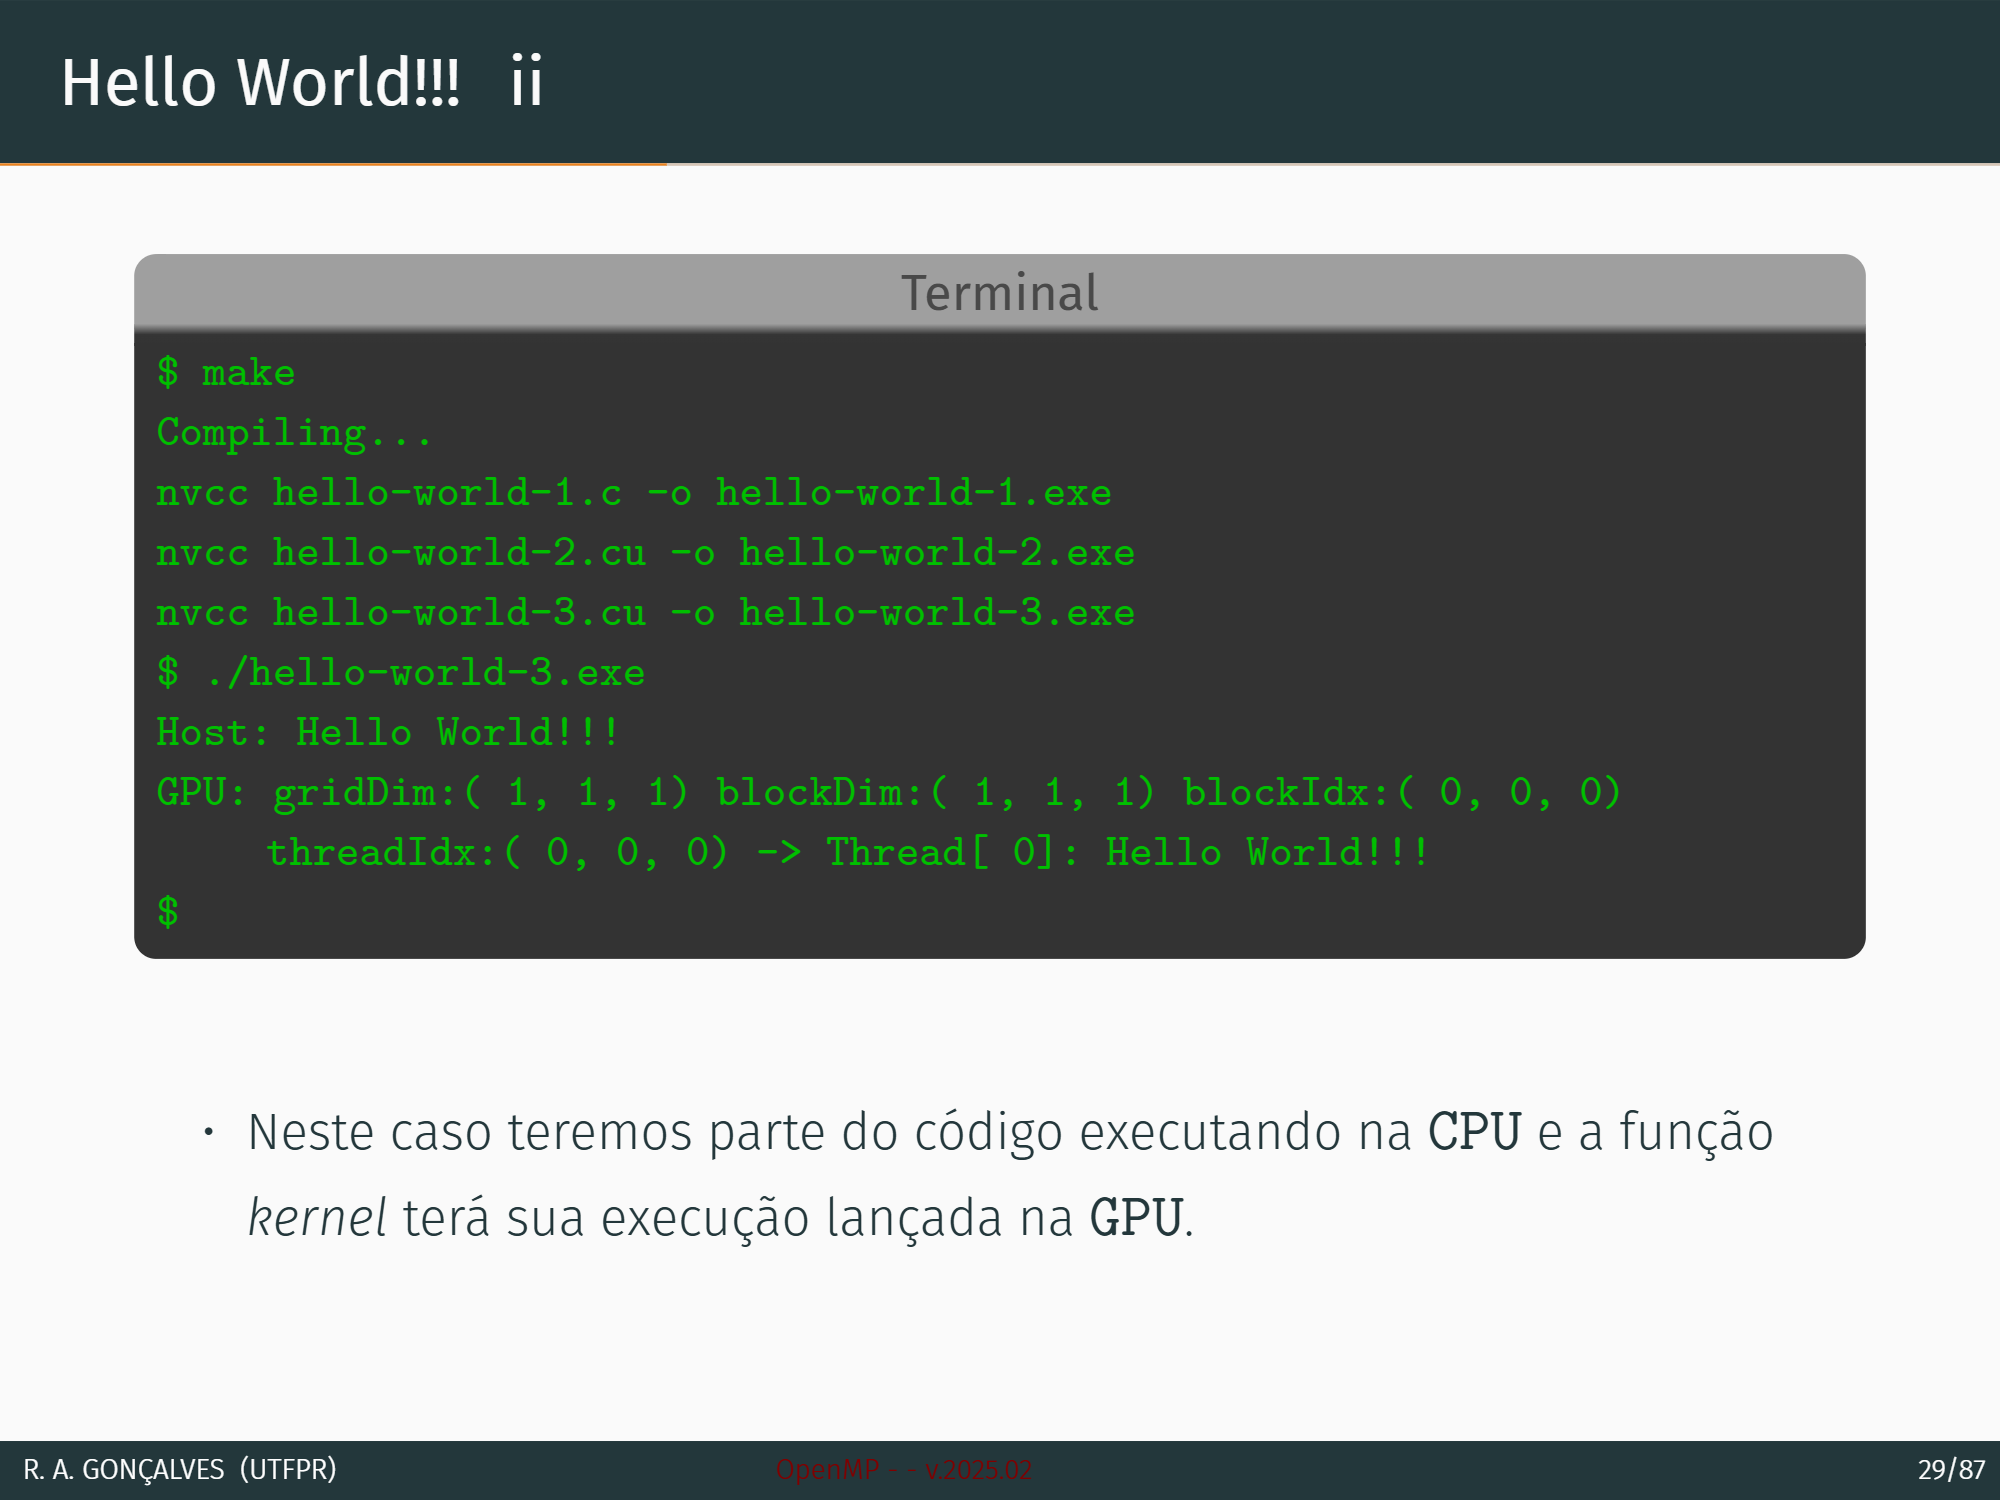 Hello World!!! ii
Terminal
$ make
Compiling...
nvcc hello-world-1.c -o hello-world-1.exe
nvcc hello-world-2.cu -o hello-world-2.exe
nvcc hello-world-3.cu -o hello-world-3.exe
$ ./hello-world-3.exe
Host: Hello World!!!
GPU: gridDim:( 1, 1, 1) blockDim:( 1, 1, 1) blockIdx:( 0, 0, 0)
threadIdx:( 0, 0, 0) -> Thread[ 0]: Hello World!!!
$
• Neste caso teremos parte do código executando na CPU e a função
kernel terá sua execução lançada na GPU.
R. A. GONÇALVES (UTFPR)
OpenMP - - v.2025.02
29/87